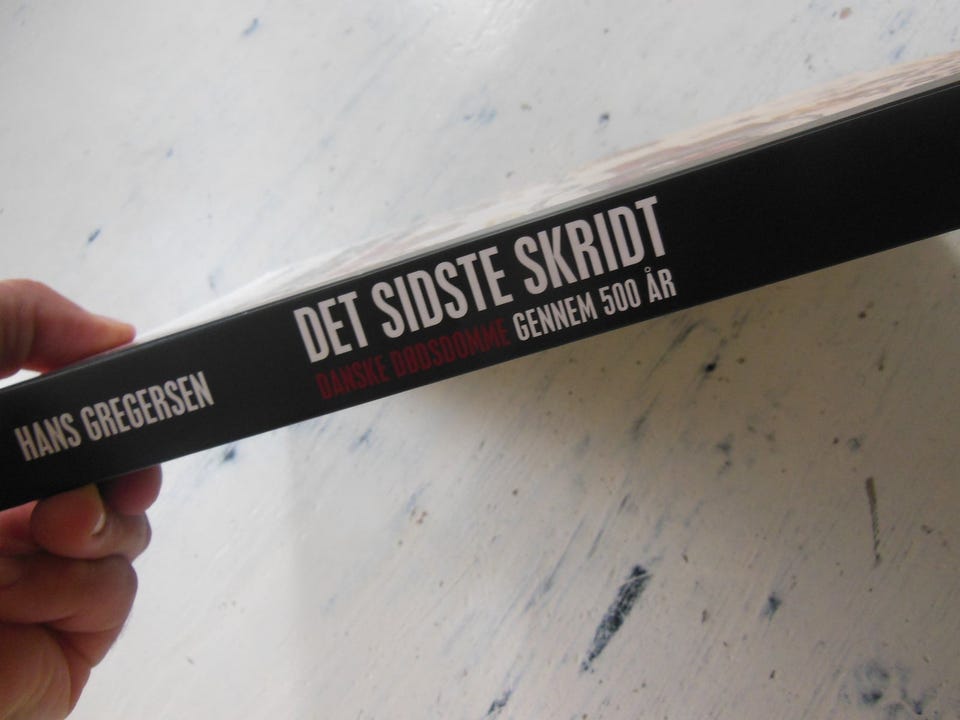 HANS GREGERSEN
DET SIDSTE SKRIDT
DANSKE DØDSDOMME GENNEM 500 ÅR